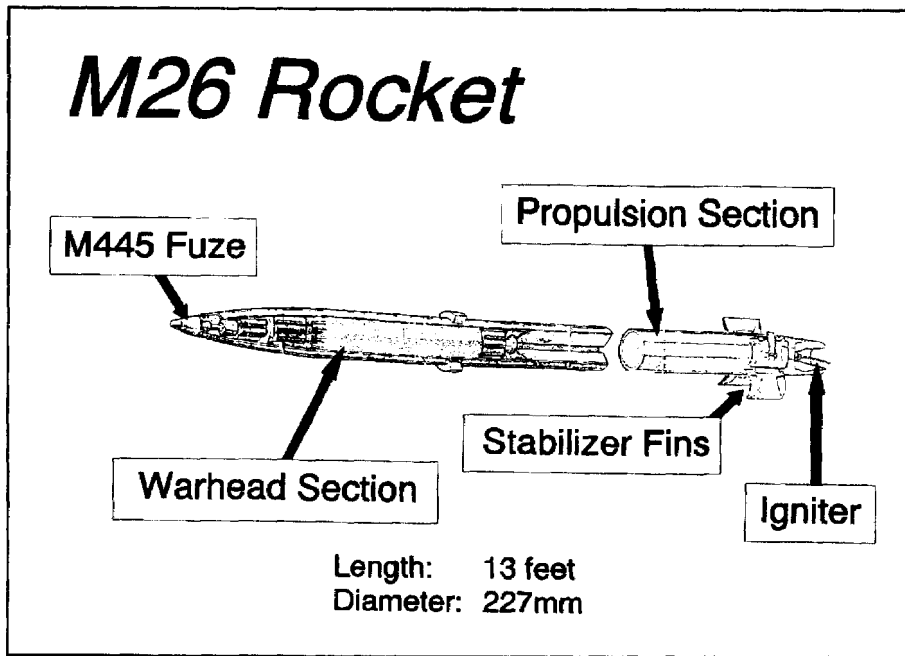 M26 Rocket
M445 Fuze
Propulsion Section
Stabilizer Fins
Warhead Section
Igniter
Length: 13 feet
Diameter: 227mm